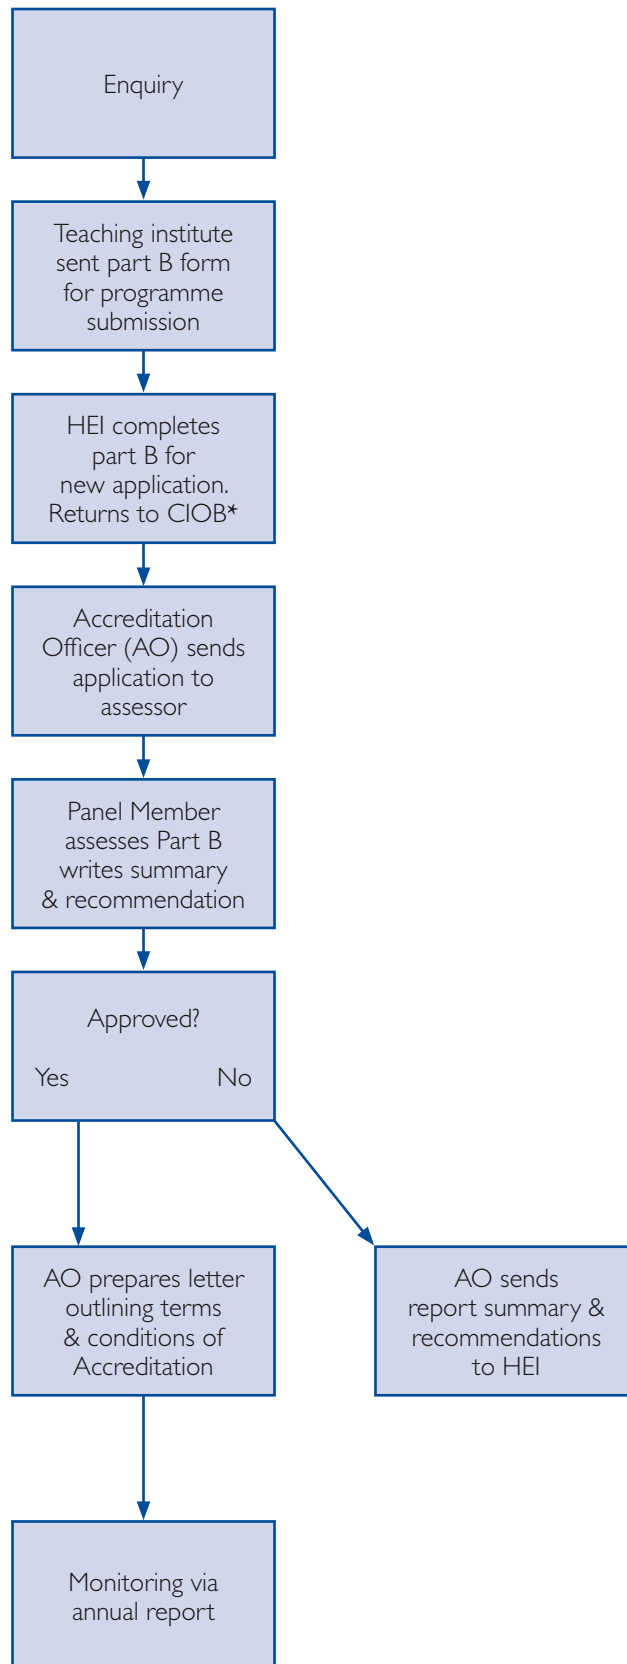 Enquiry
Teaching institute
sent part B form
for programme
submission
HEI completes
part B for
new application.
Returns to CIOB*
Accreditation
Officer (AO) sends
application to
assessor
Panel Member
assesses Part B
writes summary
& recommendation
Approved?
Yes No
AO prepares letter
outlining terms
& conditions of
Accreditation
AO sends
report summary &
recommendations
to HEI
Monitoring via
annual report